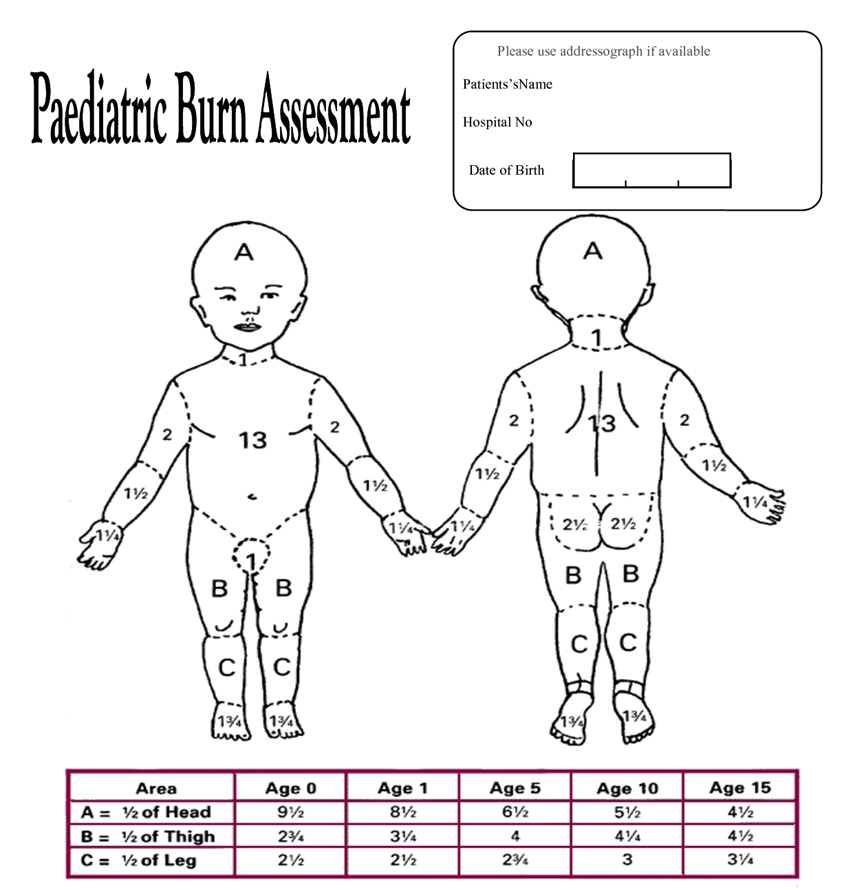 Please use addressograph if available
Paediatric Burn Assessment
Patients'sName
Hospital No
Date of Birth
A A
1 1
2 13 2 2 13 2
1½ 1½ 1½ 1½
1¼ 1¼ 1¼ 1¼
2½ 2½
1
B B B B
C C C C
1¾ 1¾ 1¾ 1¾
Area Age 0 Age 1 Age 5 Age 10 Age 15
A = ½ of Head 9½ 8½ 6½ 5½ 4½
B = ½ of Thigh 2¾ 3¼ 4 4¼ 4½
C = ½ of Leg 2½ 2½ 2¾ 3 3¼